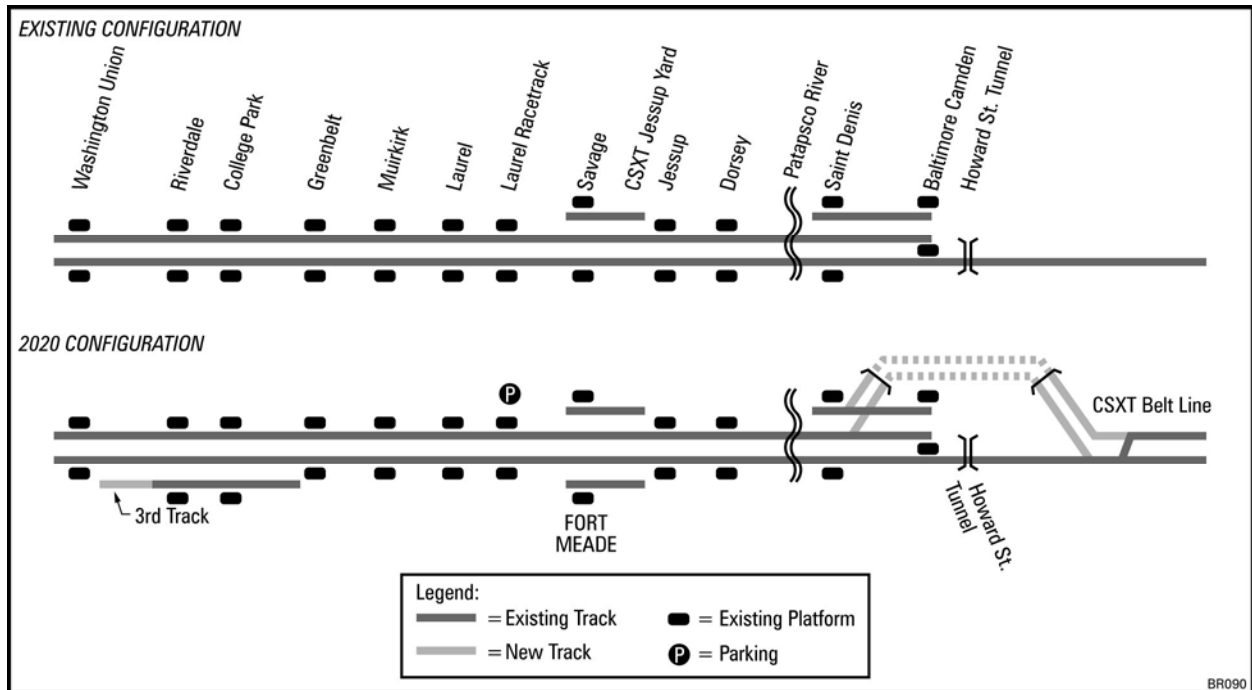 EXISTING CONFIGURATION
Washington Union
Riverdale
College Park
Greenbelt
Muirkirk
Laurel
Laurel Racetrack
Savage
CSXT Jessup Yard
Jessup
Dorsey
Patapsco River
Saint Denis
Baltimore Camden
Howard St. Tunnel
2020 CONFIGURATION
P
CSXT Belt Line
3rd Track
FORT
MEADE
Howard St.
Tunnel
Legend:
= Existing Track
= Existing Platform
= New Track
P = Parking
BR090